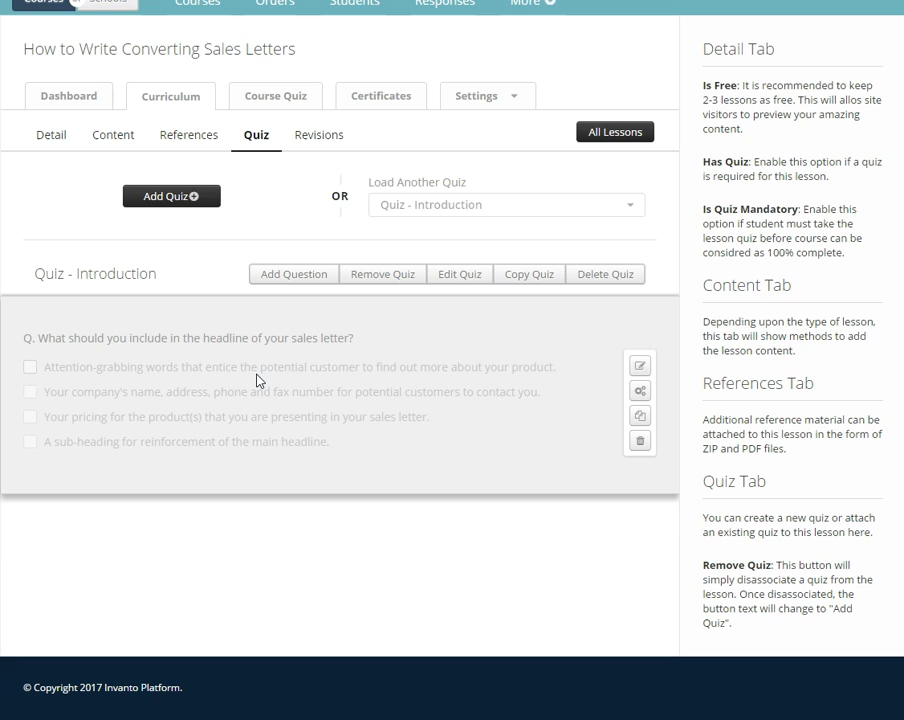 Courses or Schools Courses Orders Students Responses More
How to Write Converting Sales Letters
Dashboard Curriculum Course Quiz Certificates Settings
Detail Content References Quiz Revisions All Lessons
Add Quiz OR Load Another Quiz
Quiz - Introduction
Quiz - Introduction Add Question Remove Quiz Edit Quiz Copy Quiz Delete Quiz
Q. What should you include in the headline of your sales letter?
Attention-grabbing words that entice the potential customer to find out more about your product.
Your company's name, address, phone and fax number for potential customers to contact you.
Your pricing for the product(s) that you are presenting in your sales letter.
A sub-heading for reinforcement of the main headline.
Detail Tab
Is Free: It is recommended to keep
2-3 lessons as free. This will allos site
visitors to preview your amazing
content.
Has Quiz: Enable this option if a quiz
is required for this lesson.
Is Quiz Mandatory: Enable this
option if student must take the
lesson quiz before course can be
considred as 100% complete.
Content Tab
Depending upon the type of lesson,
this tab will show methods to add
the lesson content.
References Tab
Additional reference material can be
attached to this lesson in the form of
ZIP and PDF files.
Quiz Tab
You can create a new quiz or attach
an existing quiz to this lesson here.
Remove Quiz: This button will
simply disassociate a quiz from the
lesson. Once disassociated, the
button text will change to "Add
Quiz".
© Copyright 2017 Invanto Platform.